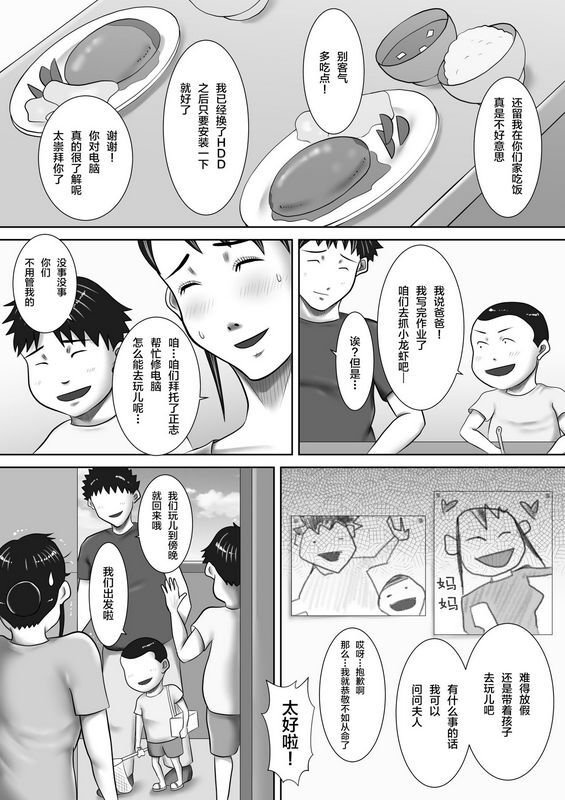 还留我在你们家吃饭
真是不好意思
别客气
多吃点！
我已经换了HDD
之后只要安装一下
就好了
谢谢！
你对电脑
真的很了解呢
太崇拜你了
我说爸爸！
我写完作业了
咱们去抓小龙虾吧—
诶？但是…
咱…咱们拜托了正志
帮忙修电脑
怎么能去玩儿呢…
没事没事
你们
不用管我的
妈妈
难得放假
还是带着孩子
去玩儿吧
有什么事的话
我可以
问问夫人
哎呀…抱歉啊
那么…我就恭敬不如从命了
太好啦！
我们玩儿到傍晚
就回来哦
我们出发啦